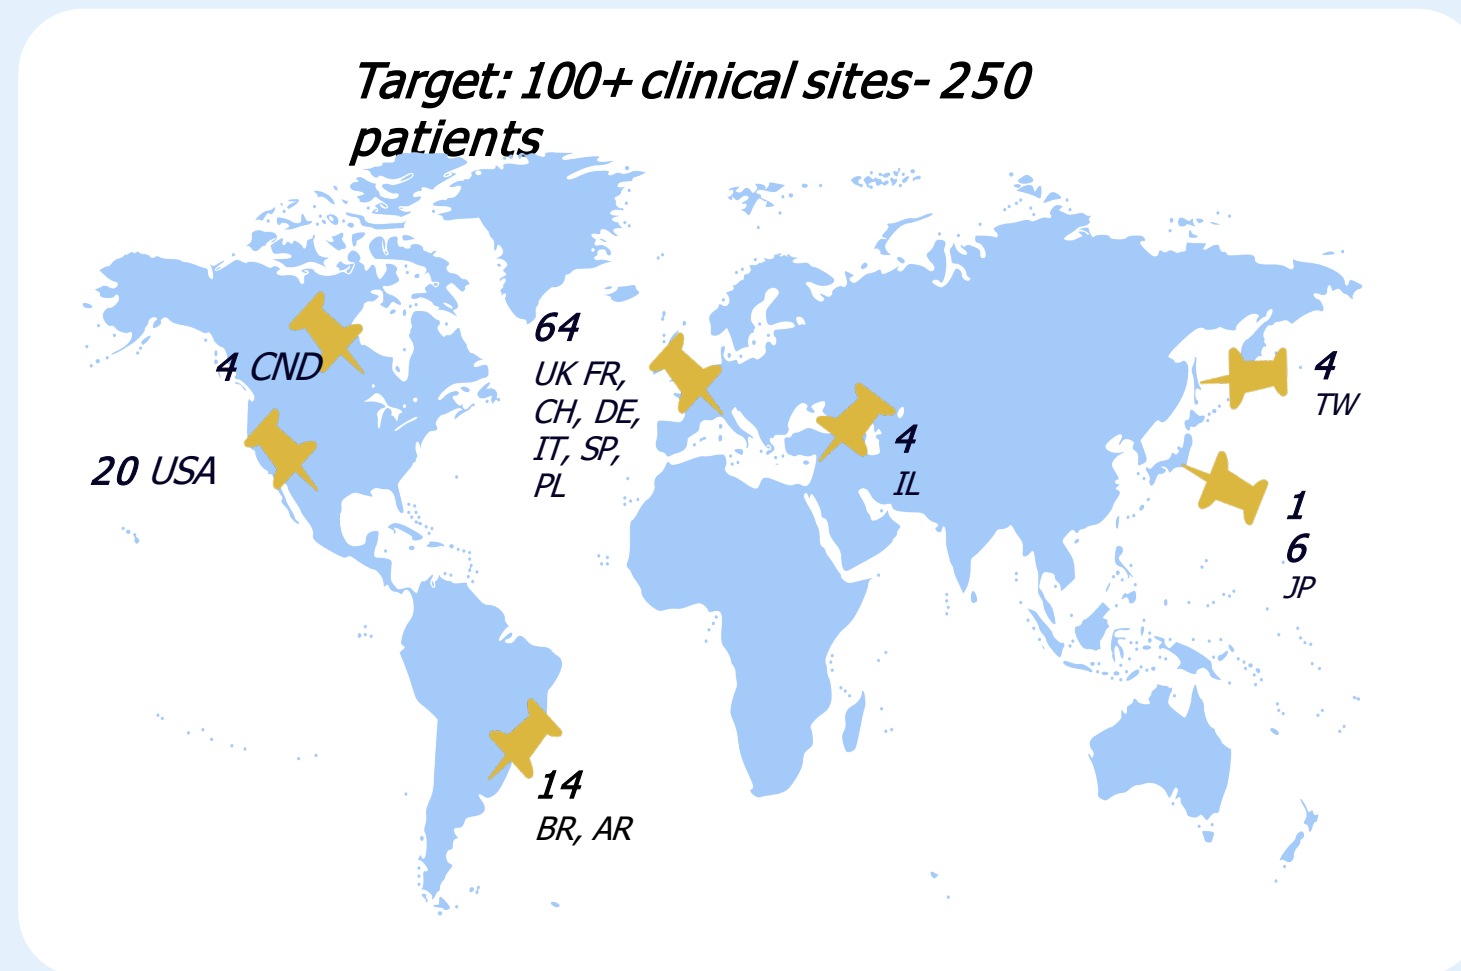 Target: 100+ clinical sites- 250
patients
4 CND
20 USA
64
UK FR,
CH, DE,
IT, SP,
PL
4
IL
4
TW
1
6
JP
14
BR, AR